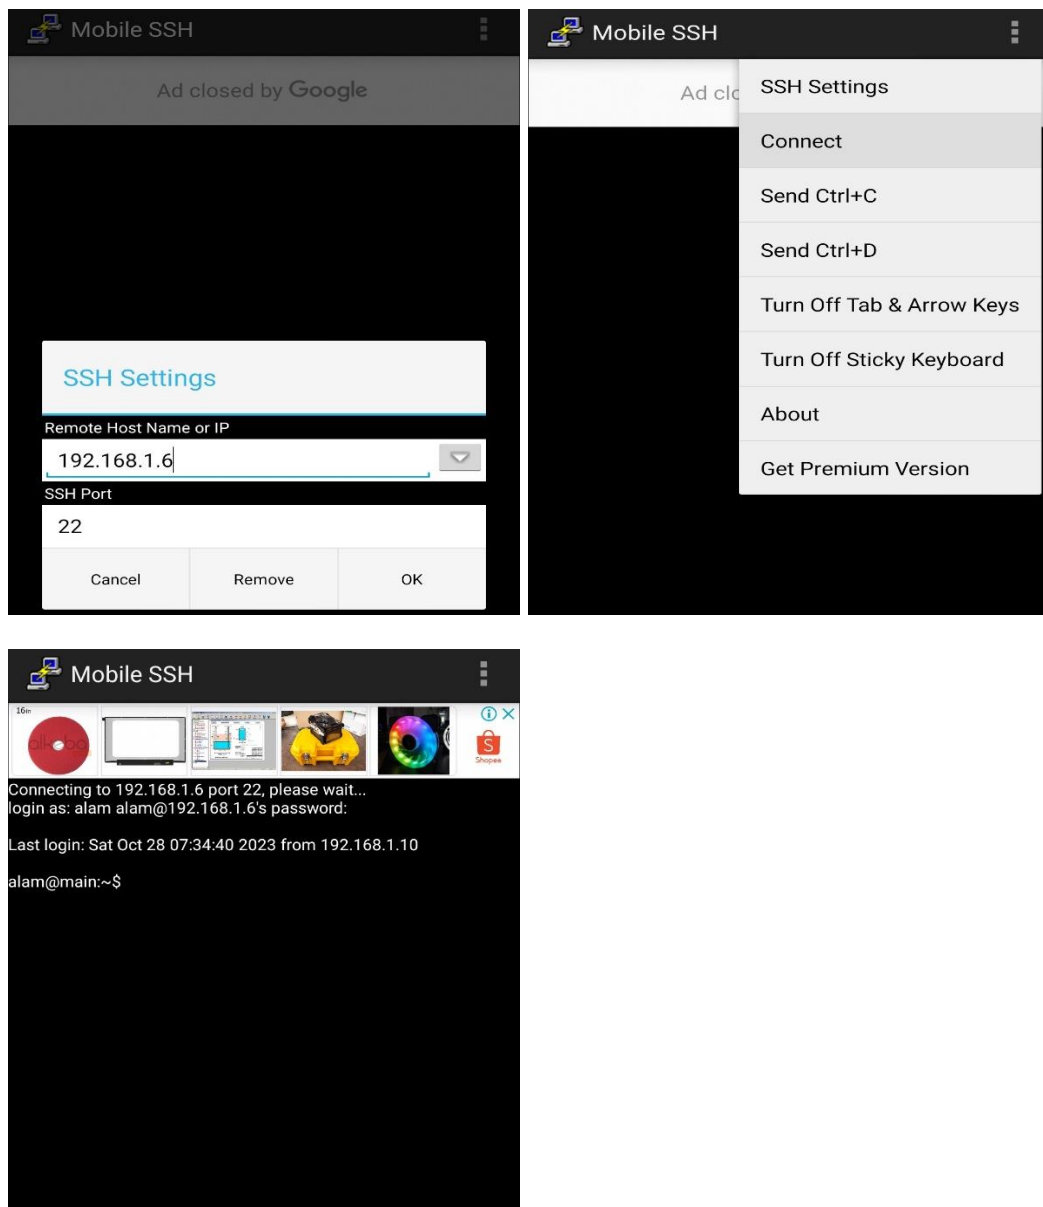 Mobile SSH
Ad closed by Google
SSH Settings
Remote Host Name or IP
192.168.1.6
SSH Port
22
Cancel Remove OK
Mobile SSH
Ad clo
SSH Settings
Connect
Send Ctrl+C
Send Ctrl+D
Turn Off Tab & Arrow Keys
Turn Off Sticky Keyboard
About
Get Premium Version
Mobile SSH
16in
Shopee
Connecting to 192.168.1.6 port 22, please wait...
login as: alam alam@192.168.1.6's password:
Last login: Sat Oct 28 07:34:40 2023 from 192.168.1.10
alam@main:~$